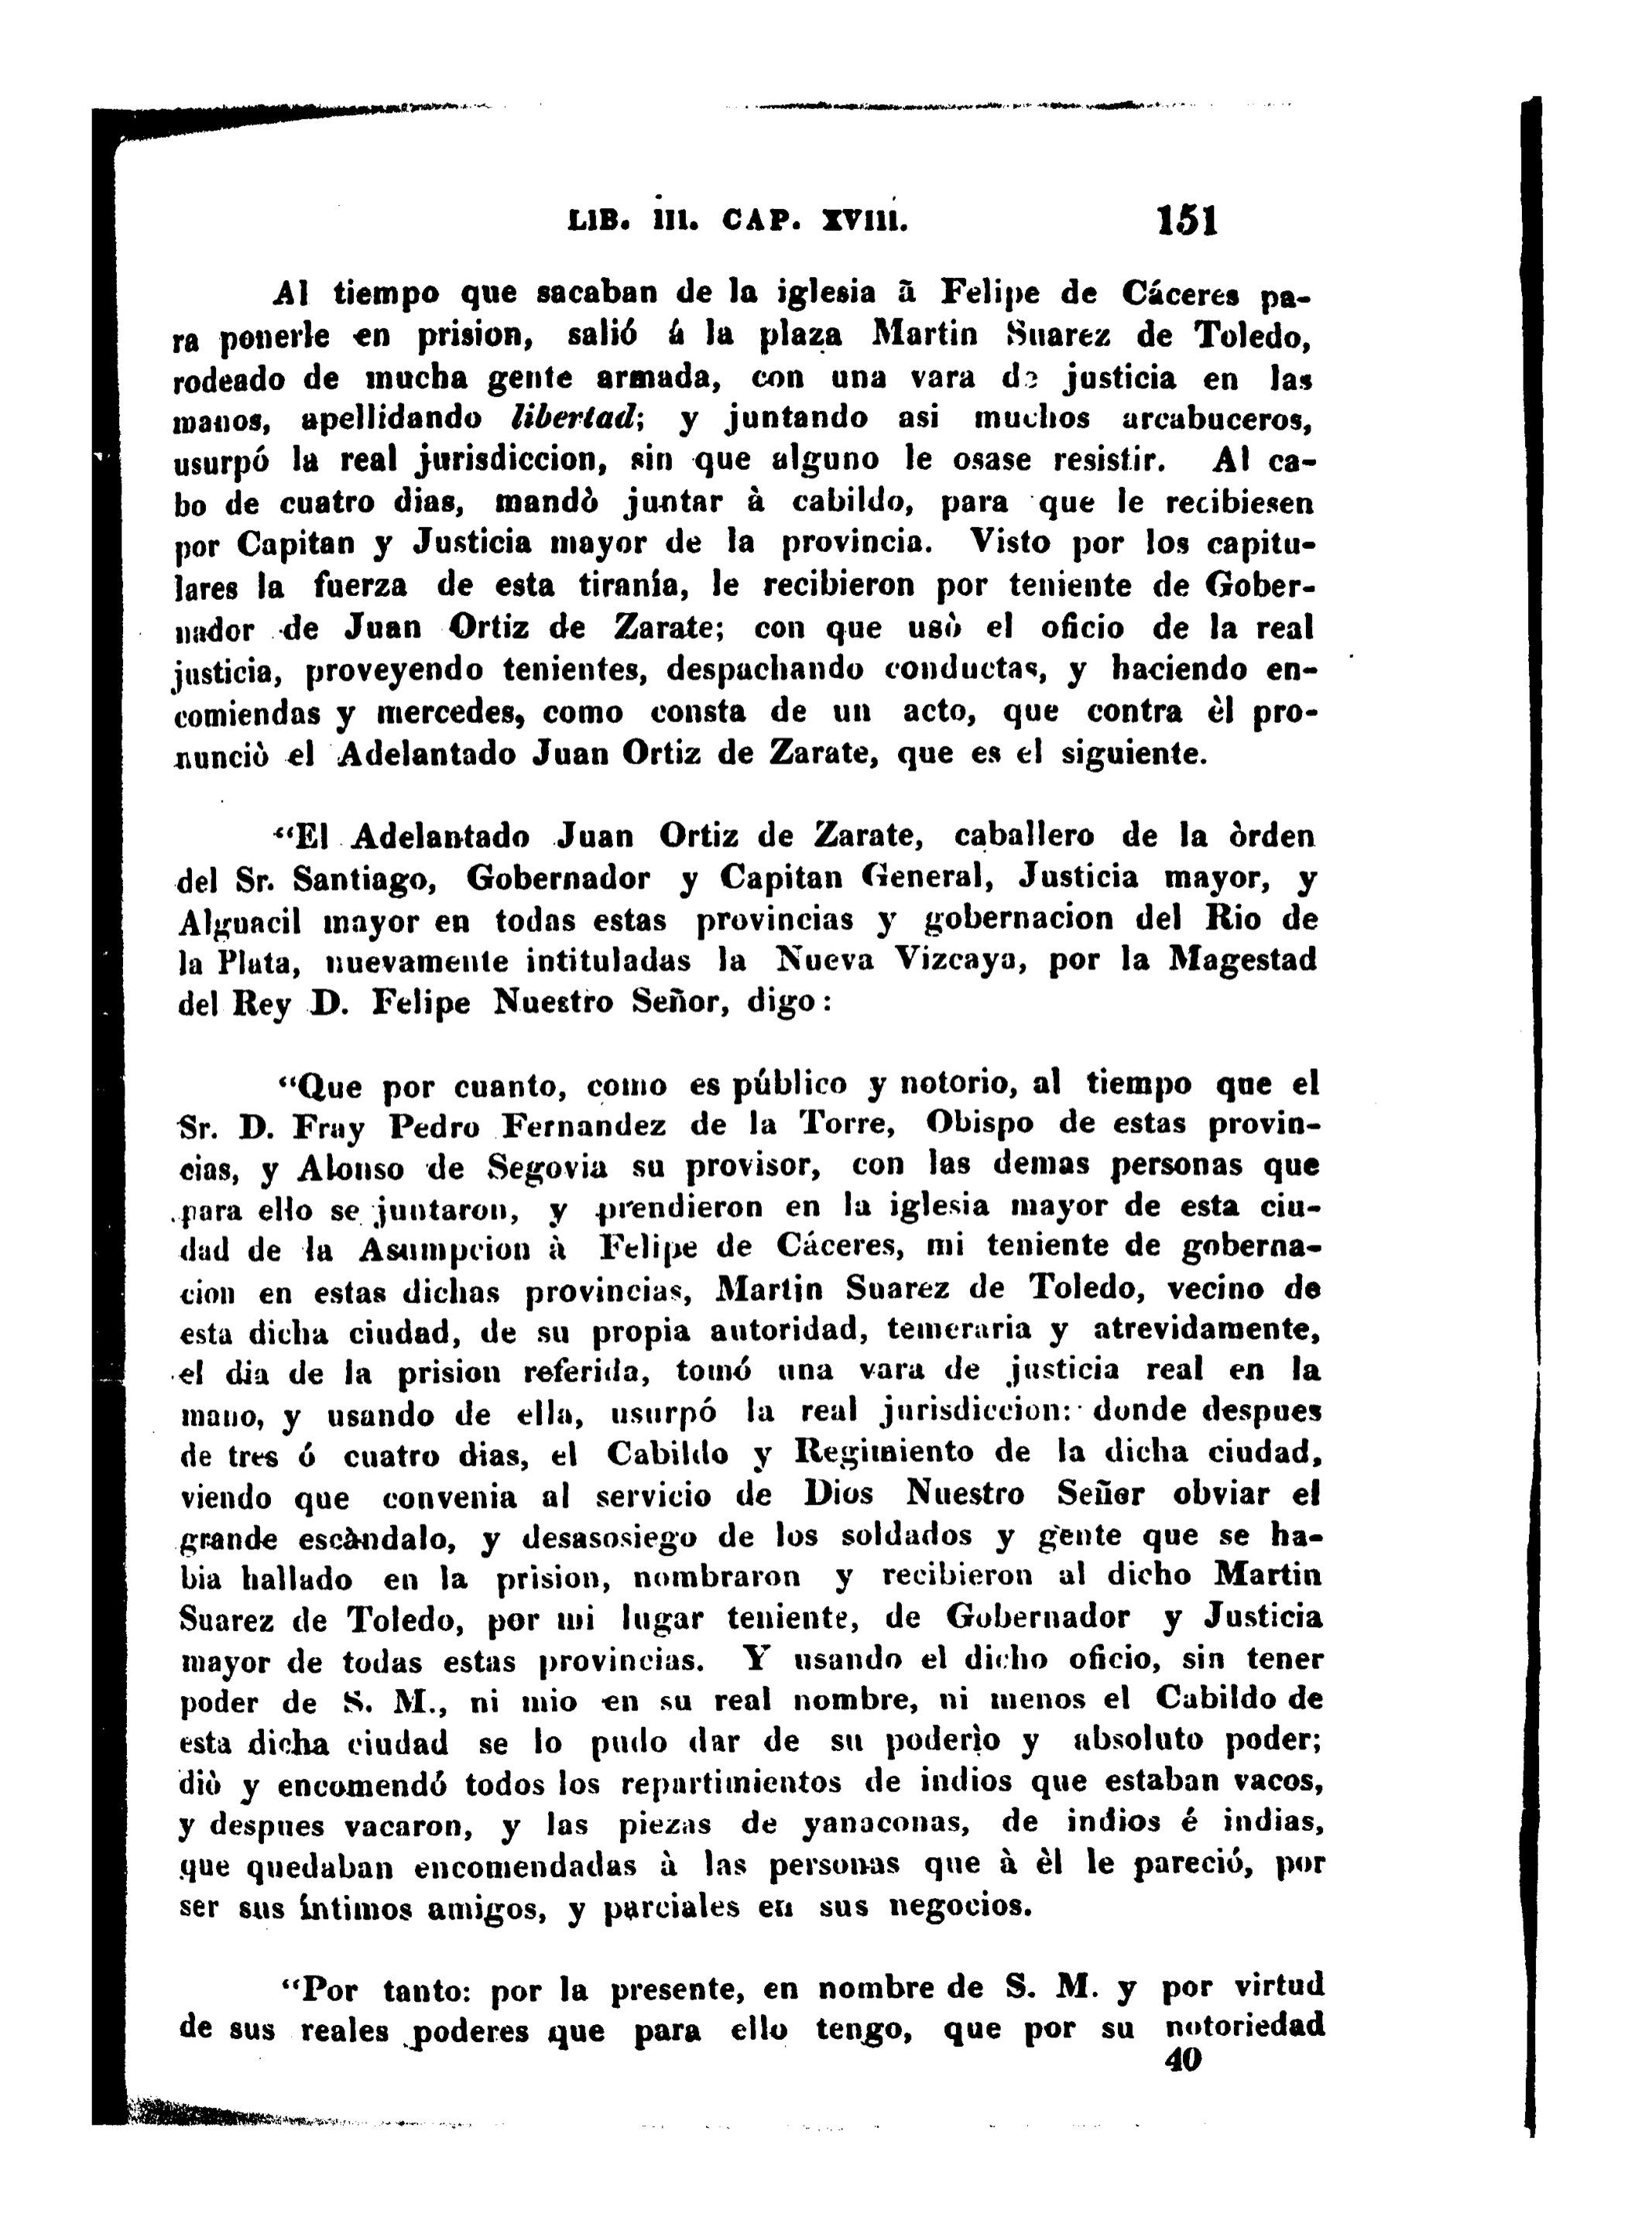 LIB. III. CAP. XVIII. 151
Al tiempo que sacaban de la iglesia ã Felipe de Cáceres pa-
ra ponerle en prision, salió á la plaza Martin Suarez de Toledo,
rodeado de mucha gente armada, con una vara de justicia en las
manos, apellidando libertad; y juntando asi muchos arcabuceros,
usurpó la real jurisdiccion, sin que alguno le osase resistir. Al ca-
bo de cuatro dias, mandò juntar à cabildo, para que le recibiesen
por Capitan y Justicia mayor de la provincia. Visto por los capitu-
lares la fuerza de esta tiranía, le recibieron por teniente de Gober-
nador de Juan Ortiz de Zarate; con que usò el oficio de la real
justicia, proveyendo tenientes, despachando conductas, y haciendo en-
comiendas y mercedes, como consta de un acto, que contra èl pro-
nunciò el Adelantado Juan Ortiz de Zarate, que es el siguiente.
“El Adelantado Juan Ortiz de Zarate, caballero de la òrden
del Sr. Santiago, Gobernador y Capitan General, Justicia mayor, y
Alguacil mayor en todas estas provincias y gobernacion del Rio de
la Plata, nuevamente intituladas la Nueva Vizcaya, por la Magestad
del Rey D. Felipe Nuestro Señor, digo:
“Que por cuanto, como es público y notorio, al tiempo que el
Sr. D. Fray Pedro Fernandez de la Torre, Obispo de estas provin-
cias, y Alonso de Segovia su provisor, con las demas personas que
para ello se juntaron, y prendieron en la iglesia mayor de esta ciu-
dad de la Asumpcion à Felipe de Cáceres, mi teniente de goberna-
cion en estas dichas provincias, Martin Suarez de Toledo, vecino de
esta dicha ciudad, de su propia autoridad, temeraria y atrevidamente,
el dia de la prision referida, tomó una vara de justicia real en la
mano, y usando de ella, usurpó la real jurisdiccion: donde despues
de tres ó cuatro dias, el Cabildo y Regimiento de la dicha ciudad,
viendo que convenia al servicio de Dios Nuestro Señor obviar el
grande escàndalo, y desasosiego de los soldados y gente que se ha-
bia hallado en la prision, nombraron y recibieron al dicho Martin
Suarez de Toledo, por mi lugar teniente, de Gobernador y Justicia
mayor de todas estas provincias. Y usando el dicho oficio, sin tener
poder de S. M., ni mio en su real nombre, ni menos el Cabildo de
esta dicha ciudad se lo pudo dar de su poderìo y absoluto poder;
diò y encomendó todos los repartimientos de indios que estaban vacos,
y despues vacaron, y las piezas de yanaconas, de indios é indias,
que quedaban encomendadas à las personas que à èl le pareció, por
ser sus íntimos amigos, y parciales en sus negocios.
“Por tanto: por la presente, en nombre de S. M. y por virtud
de sus reales poderes que para ello tengo, que por su notoriedad
40